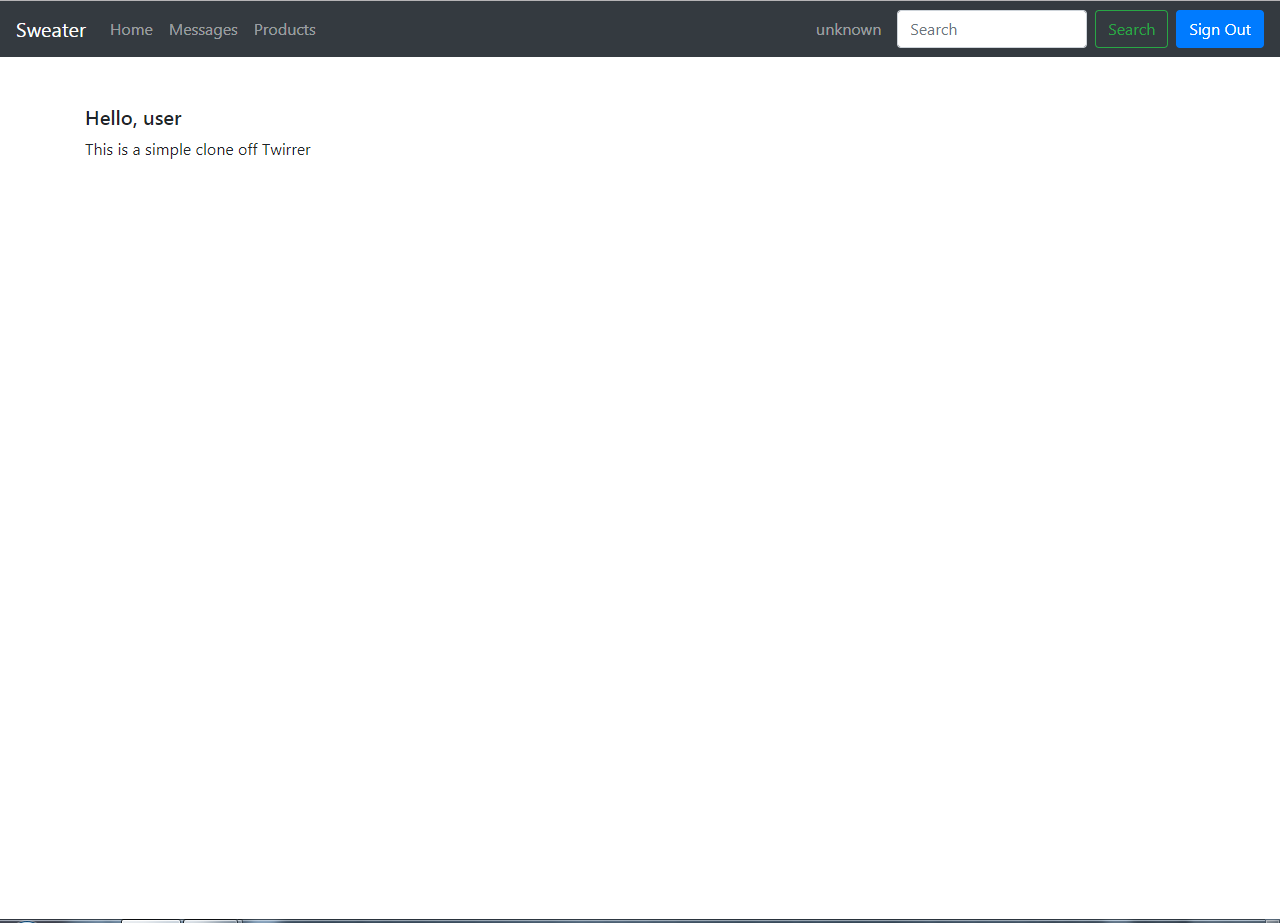 Sweater Home Messages Products unknown Search Search Sign Out
Hello, user
This is a simple clone off Twirrer